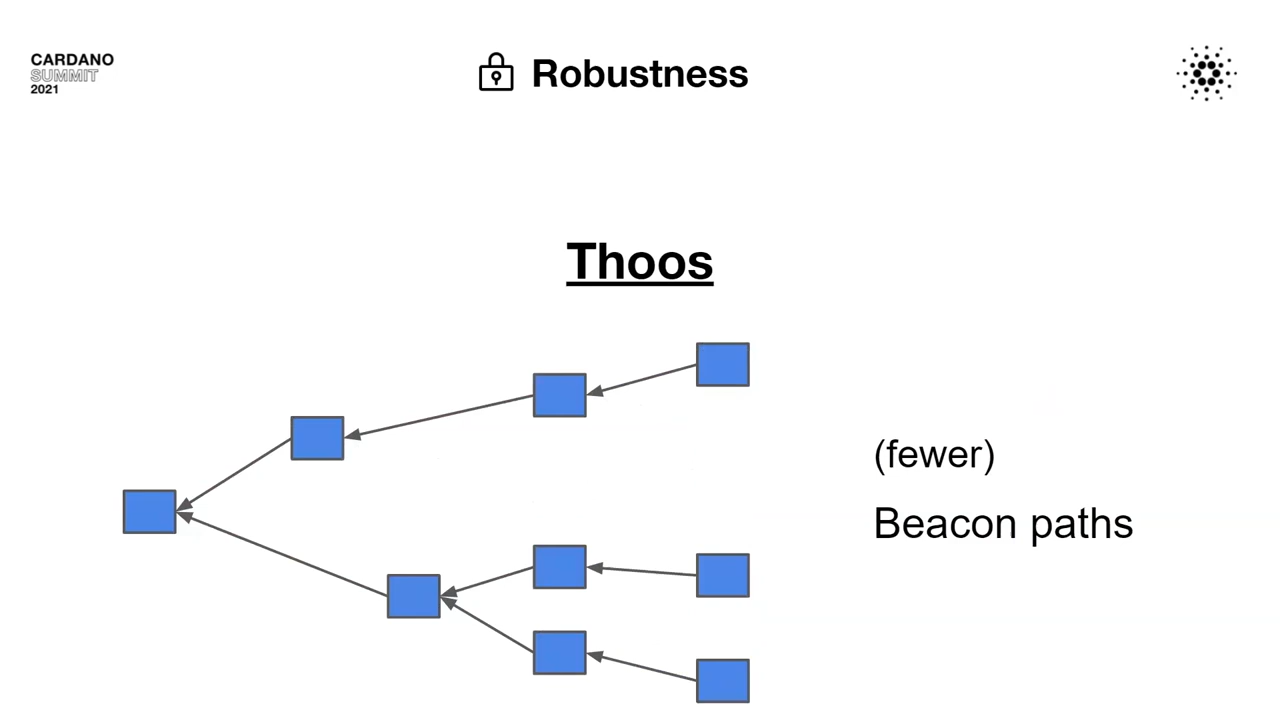 CARDANO
SUMMIT
2021
Robustness
Thoos
(fewer)
Beacon paths